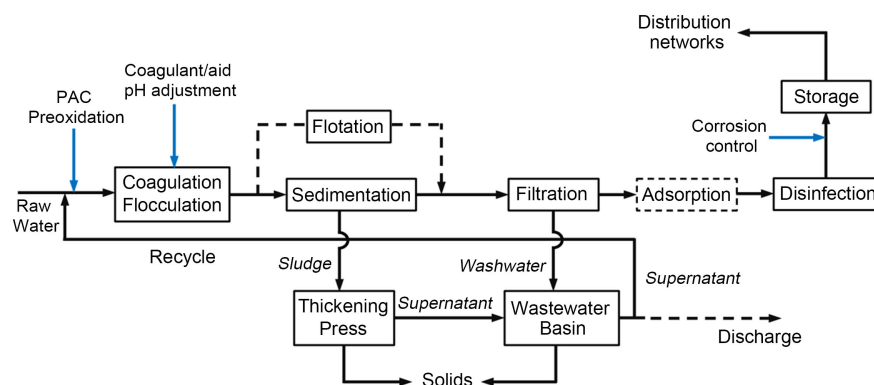 Distribution
networks
Coagulant/aid
pH adjustment
PAC
Preoxidation
Flotation
Storage
Corrosion
control
Coagulation
Flocculation
Sedimentation
Filtration
Adsorption
Disinfection
Raw
Water
Recycle
Sludge
Washwater
Supernatant
Thickening
Press
Supernatant
Wastewater
Basin
Discharge
Solids